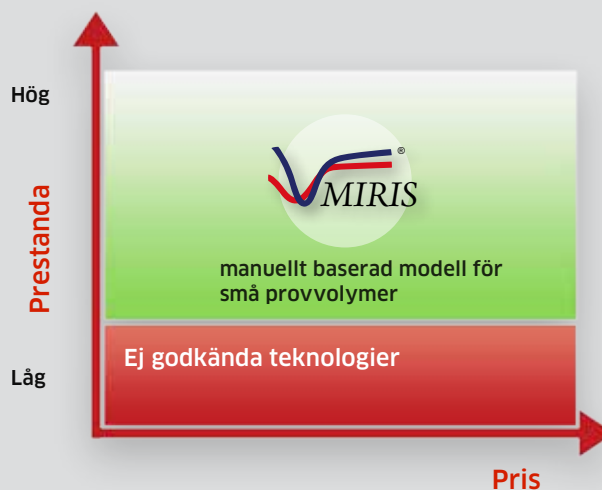 Hög
Prestanda
MIRIS®
manuellt baserad modell för
små provvolymer
Ej godkända teknologier
Låg
Pris